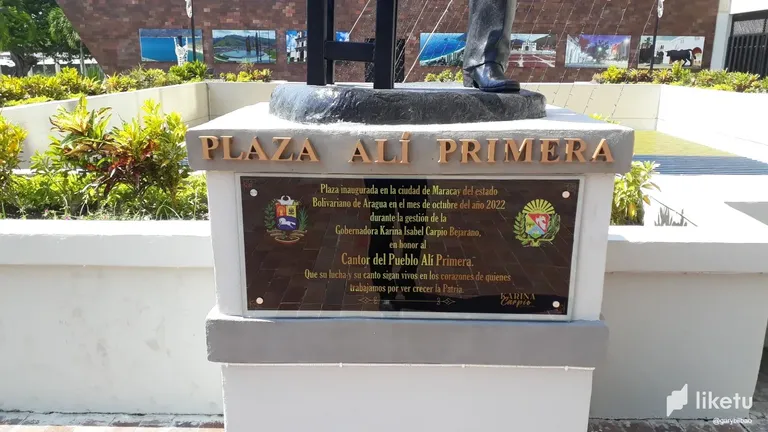 PLAZA ALÍ PRIMERA
Plaza inaugurada en la ciudad de Maracay del estado
Bolivariano de Aragua en el mes de octubre del año 2022
durante la gestión de la
Gobernadora Karina Isabel Carpio Bejarano,
en honor al
Cantor del Pueblo Alí Primera.
Que su lucha y su canto sigan vivos en los corazones de quienes
trabajamos por ver crecer la Patria.
KARINA
Carpio
liketu
@garybilbao